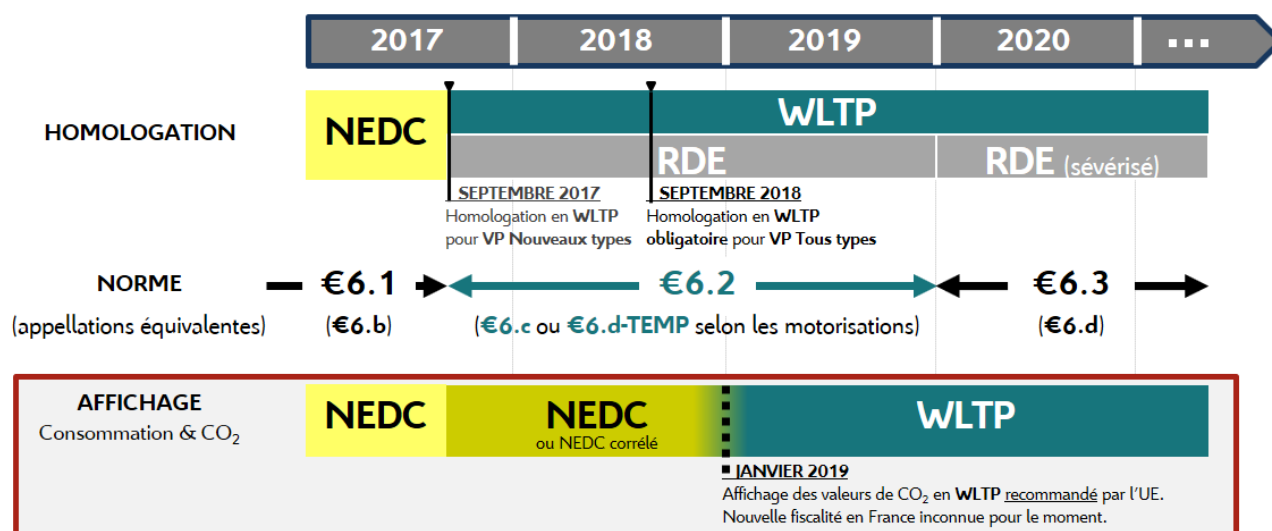 2017 2018 2019 2020 ...
HOMOLOGATION
NEDC
WLTP
RDE
RDE (sévérisé)
SEPTEMBRE 2017
Homologation en WLTP
pour VP Nouveaux types
SEPTEMBRE 2018
Homologation en WLTP
obligatoire pour VP Tous types
NORME
(appellations équivalentes)
€6.1
(€6.b)
€6.2
(€6.c ou €6.d-TEMP selon les motorisations)
€6.3
(€6.d)
AFFICHAGE
Consommation & CO₂
NEDC
NEDC
ou NEDC corrélé
WLTP
JANVIER 2019
Affichage des valeurs de CO₂ en WLTP recommandé par l'UE.
Nouvelle fiscalité en France inconnue pour le moment.